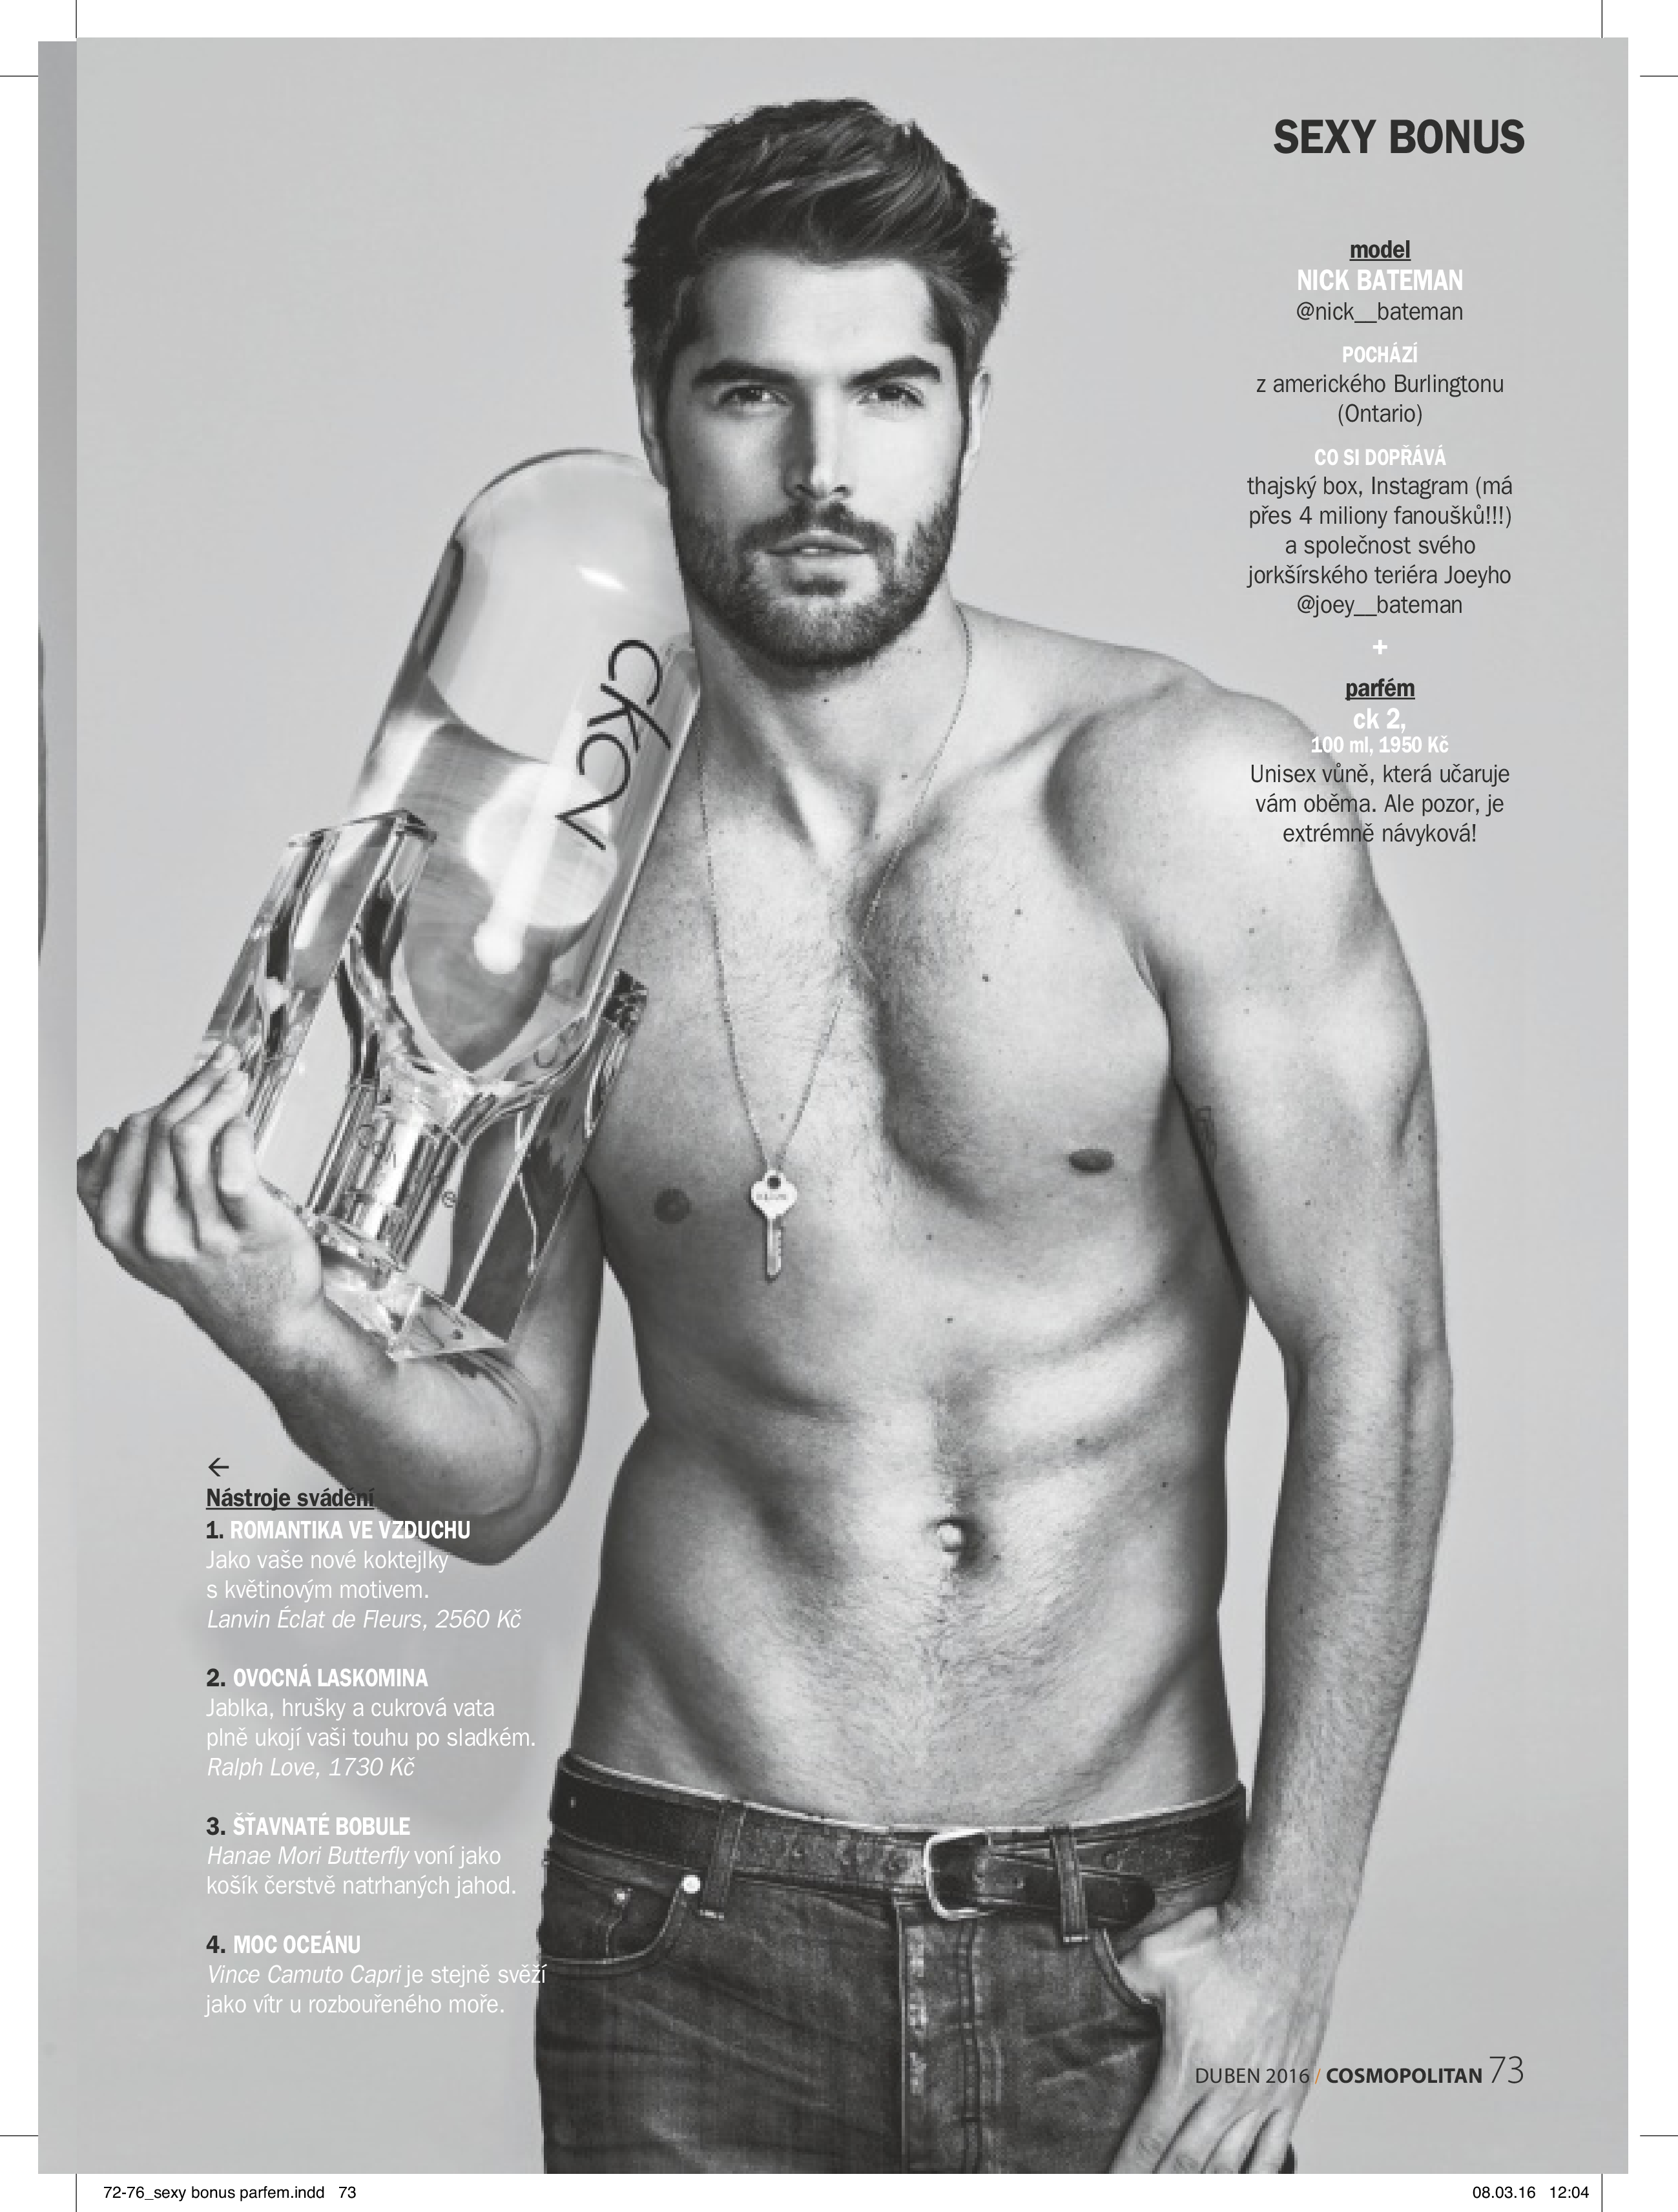 SEXY BONUS
model
NICK BATEMAN
@nick__bateman
POCHÁZÍ
z amerického Burlingtonu
(Ontario)
CO SI DOPŘÁVÁ
thajský box, Instagram (má
přes 4 miliony fanoušků!!!)
a společnost svého
jorkšírského teriéra Joeyho
@joey__bateman
+
parfém
ck 2,
100 ml, 1950 Kč
Unisex vůně, která učaruje
vám oběma. Ale pozor, je
extrémně návyková!
←
Nástroje svádění
1. ROMANTIKA VE VZDUCHU
Jako vaše nové koktejlky
s květinovým motivem.
Lanvin Éclat de Fleurs, 2560 Kč
2. OVOCNÁ LASKOMINA
Jablka, hrušky a cukrová vata
plně ukojí vaši touhu po sladkém.
Ralph Love, 1730 Kč
3. ŠŤAVNATÉ BOBULE
Hanae Mori Butterfly voní jako
košík čerstvě natrhaných jahod.
4. MOC OCEÁNU
Vince Camuto Capri je stejně svěží
jako vítr u rozbouřeného moře.
DUBEN 2016 / COSMOPOLITAN 73
72-76_sexy bonus parfem.indd 73
08.03.16 12:04